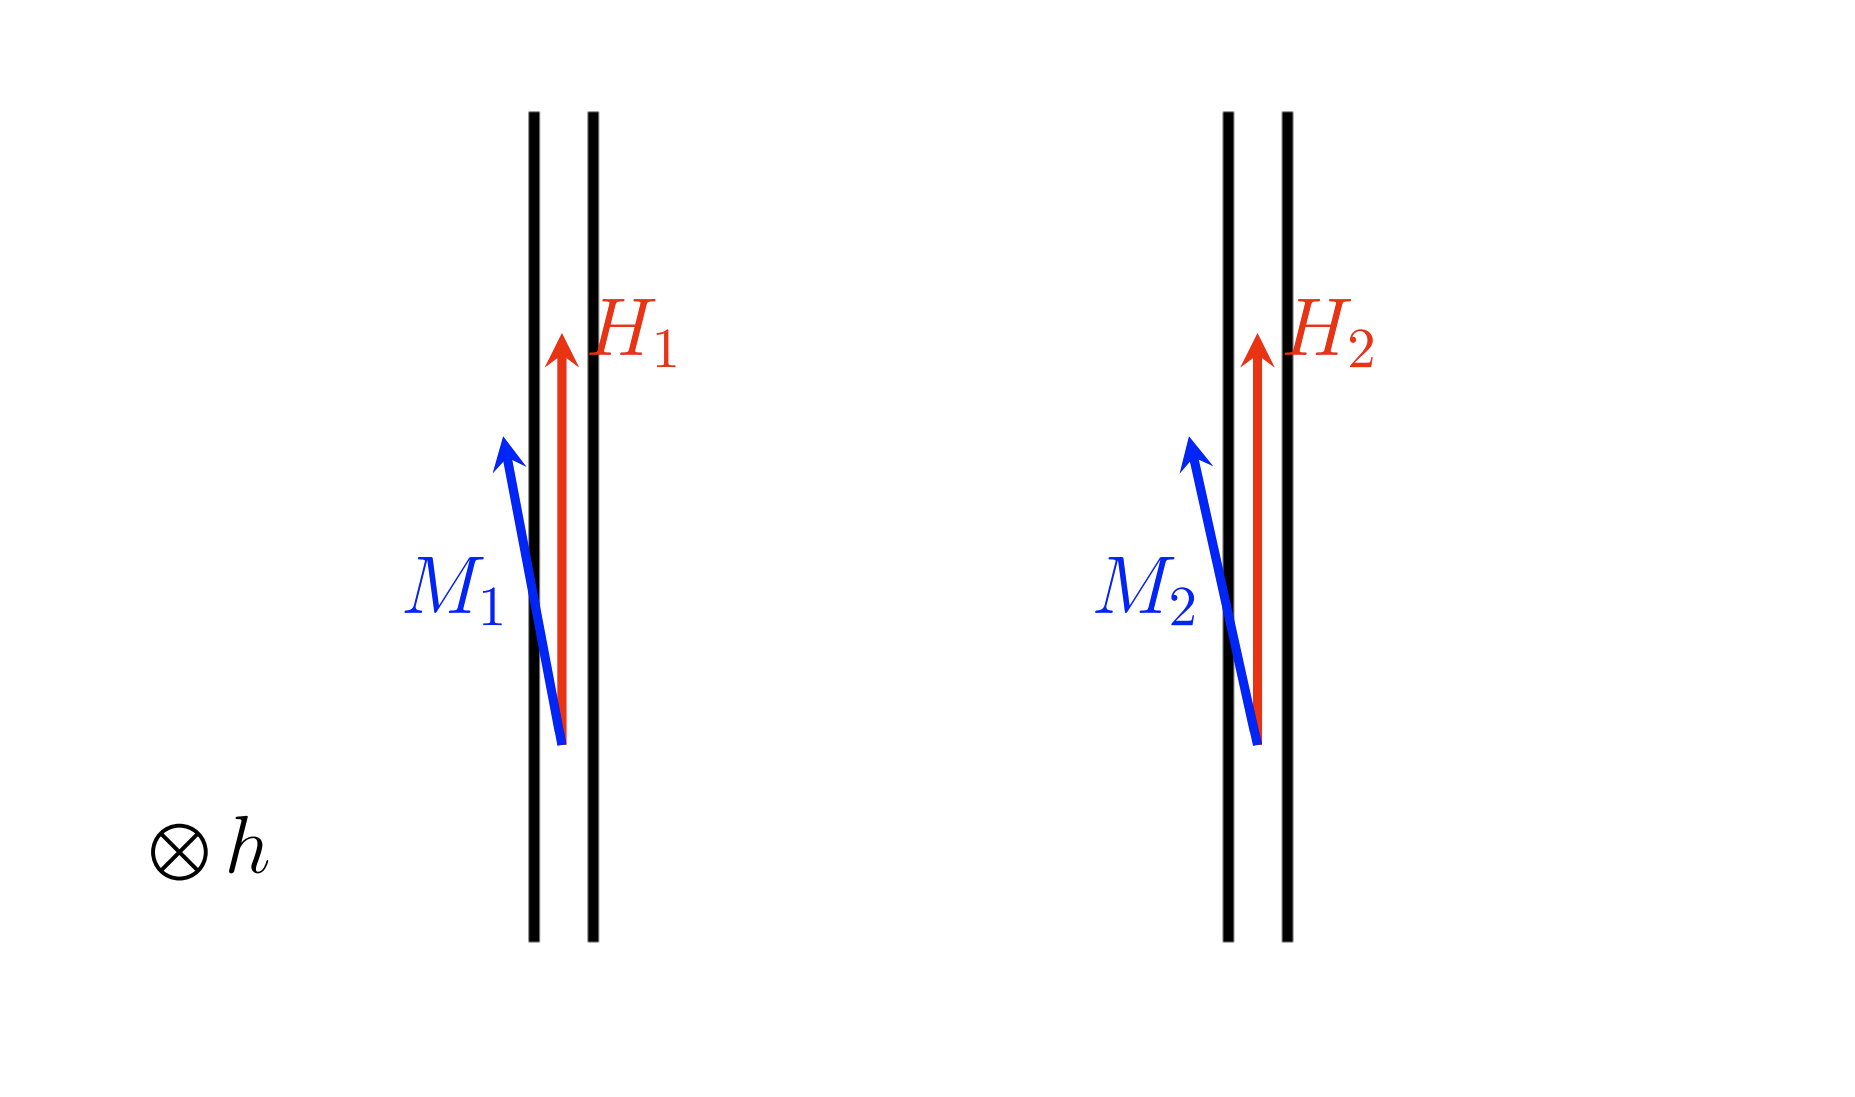 H₁
H₂
M₁
M₂
⊗ h